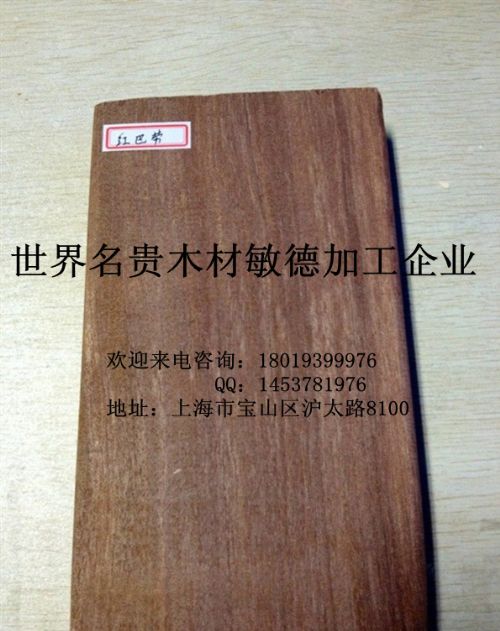 红巴劳
世界名贵木材敏德加工企业
欢迎来电咨询：18019399976
QQ：1453781976
地址：上海市宝山区沪太路8100